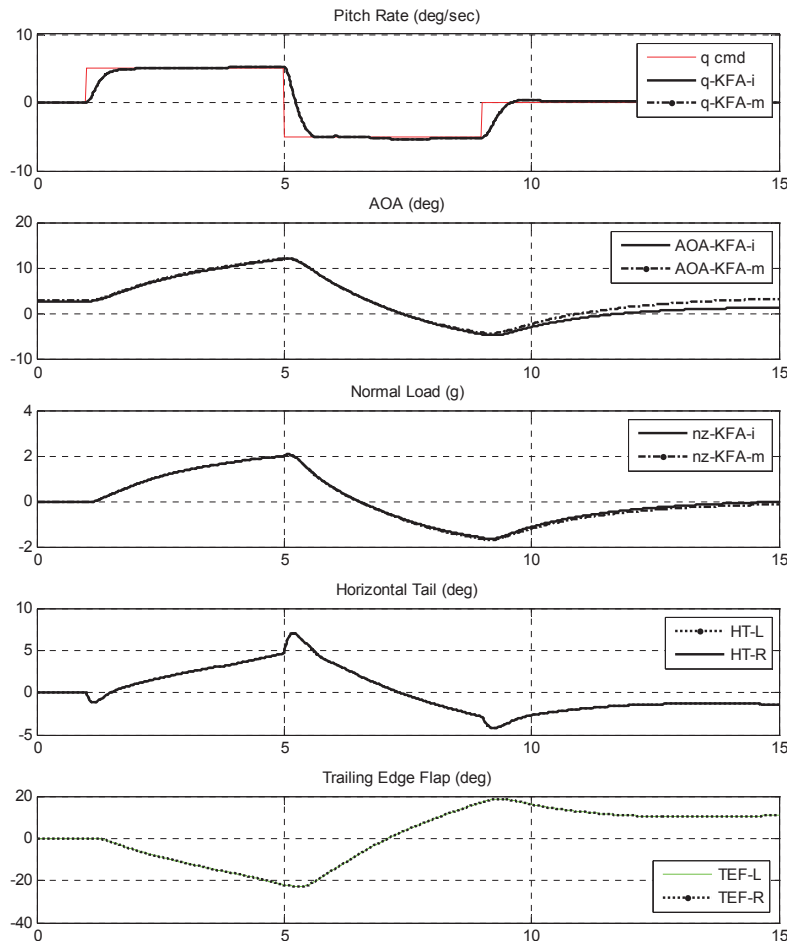 Pitch Rate (deg/sec)
10
0
-10
q cmd
q-KFA-i
q-KFA-m
0
5
10
15
AOA (deg)
20
10
0
-10
AOA-KFA-i
AOA-KFA-m
0
5
10
15
Normal Load (g)
4
2
0
-2
nz-KFA-i
nz-KFA-m
0
5
10
15
Horizontal Tail (deg)
10
5
0
-5
HT-L
HT-R
0
5
10
15
Trailing Edge Flap (deg)
20
0
-20
-40
TEF-L
TEF-R
0
5
10
15